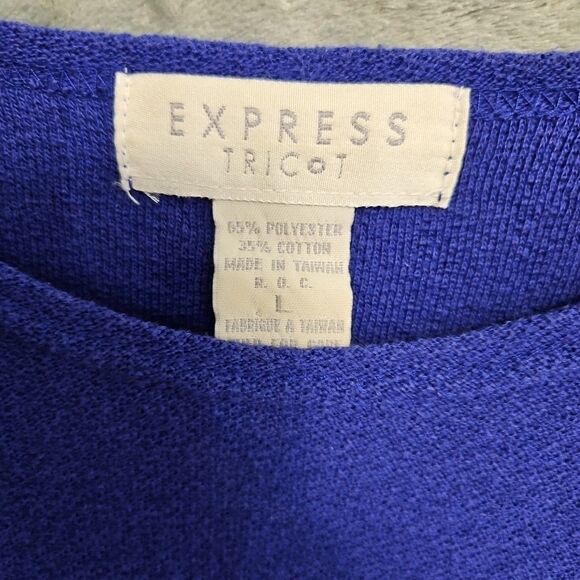 EXPRESS
TRICOT
65% POLYESTER
35% COTTON
MADE IN TAIWAN
R. O. C.
L
FABRIQUE A TAIWAN